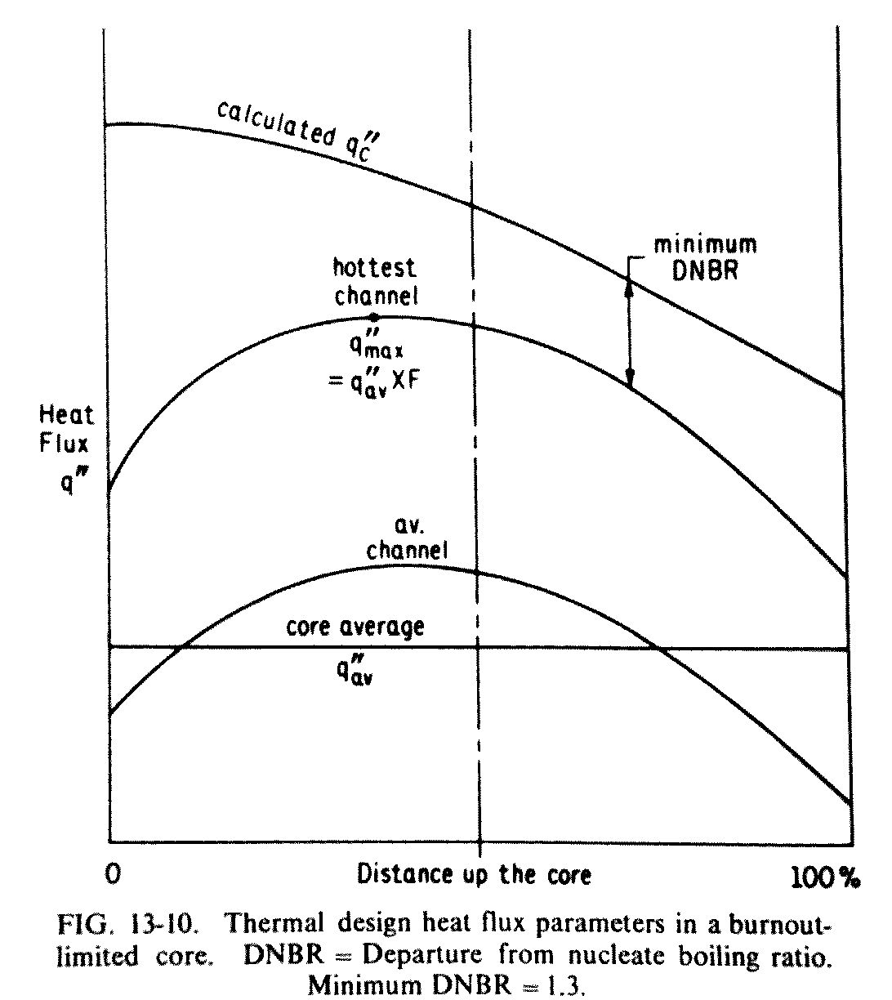 calculated q″c
minimum
DNBR
hottest
channel
q″max
= q″av XF
Heat
Flux
q″
av.
channel
core average
q″av
0
Distance up the core
100%
FIG. 13-10. Thermal design heat flux parameters in a burnout-
limited core. DNBR = Departure from nucleate boiling ratio.
Minimum DNBR = 1.3.